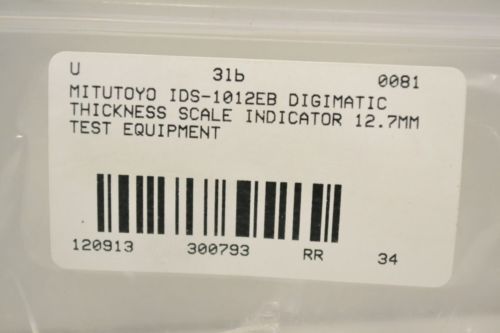 U 31b 0081
MITUTOYO IDS-1012EB DIGIMATIC
THICKNESS SCALE INDICATOR 12.7MM
TEST EQUIPMENT
120913 300793 RR 34